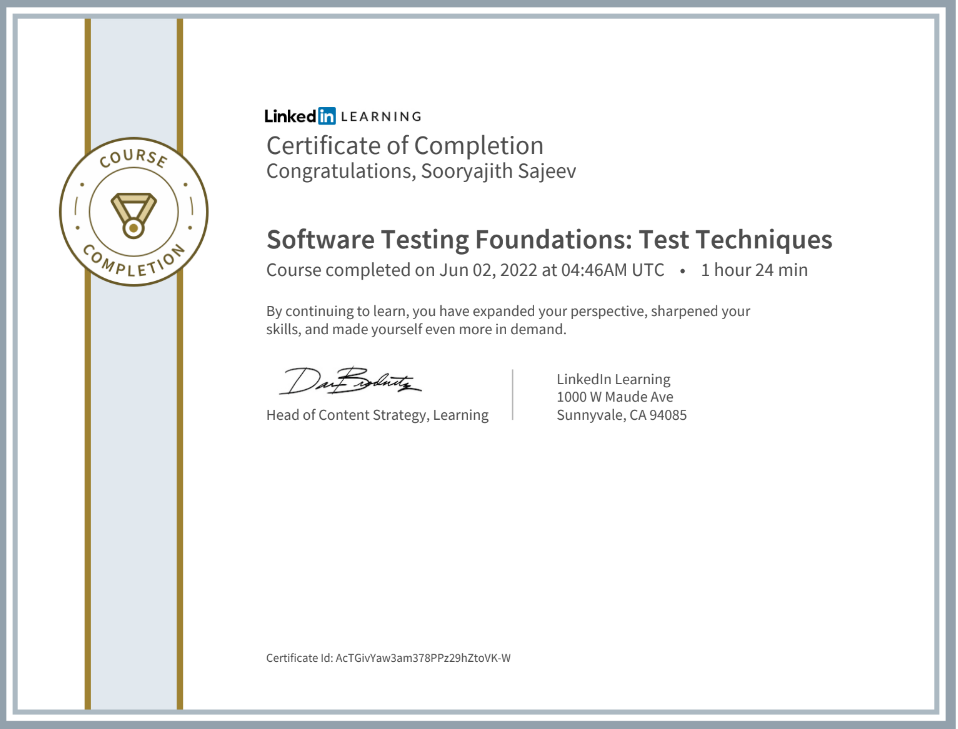 COURSE
COMPLETION
Linkedin LEARNING
Certificate of Completion
Congratulations, Sooryajith Sajeev
Software Testing Foundations: Test Techniques
Course completed on Jun 02, 2022 at 04:46AM UTC • 1 hour 24 min
By continuing to learn, you have expanded your perspective, sharpened your
skills, and made yourself even more in demand.
Head of Content Strategy, Learning
LinkedIn Learning
1000 W Maude Ave
Sunnyvale, CA 94085
Certificate Id: AcTGivYaw3am378PPz29hZtoVK-W